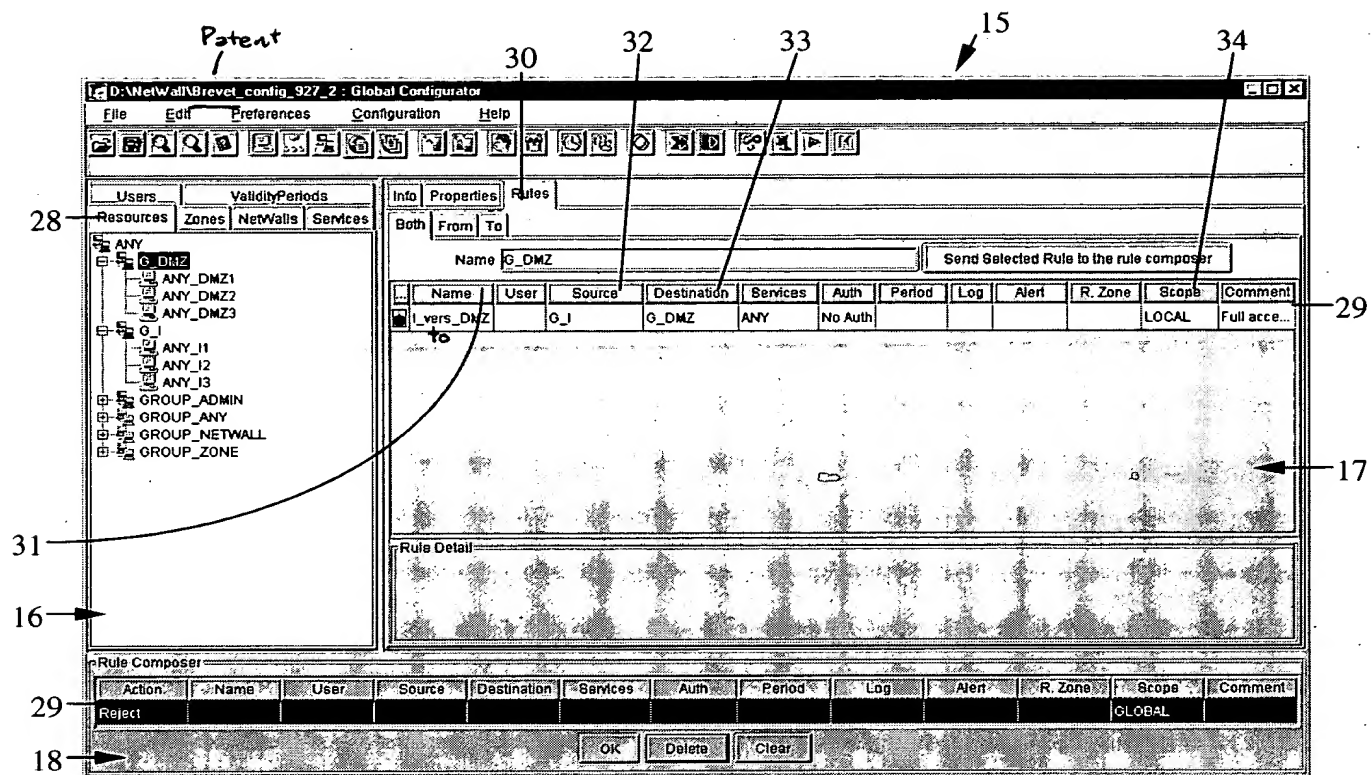 Patent
30
32
33
15
34
D:\NetWall\Brevet_config_927_2 : Global Configurator
File Edit Preferences Configuration Help
Users ValidityPeriods
28
Resources Zones NetWalls Services
Info Properties Rules
Both From To
ANY
G_DMZ
ANY_DMZ1
ANY_DMZ2
ANY_DMZ3
G_I
ANY_I1
ANY_I2
ANY_I3
GROUP_ADMIN
GROUP_ANY
GROUP_NETWALL
GROUP_ZONE
Name G_DMZ Send Selected Rule to the rule composer
... Name User Source Destination Services Auth Period Log Alert R. Zone Scope Comment
29
I_vers_DMZ G_I G_DMZ ANY No Auth LOCAL Full acce...
to
17
31
Rule Detail
16
Rule Composer
Action Name User Source Destination Services Auth Period Log Alert R. Zone Scope Comment
29
Reject GLOBAL
18
OK Delete Clear